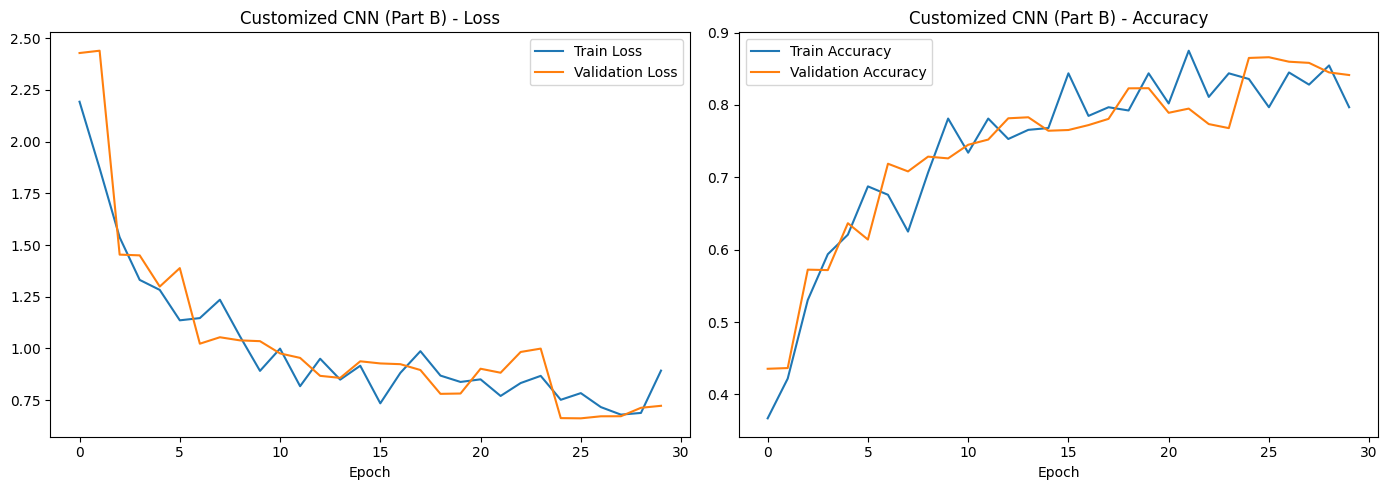 Customized CNN (Part B) - Loss
2.50
2.25
2.00
1.75
1.50
1.25
1.00
0.75
0 5 10 15 20 25 30
Epoch
Train Loss
Validation Loss
Customized CNN (Part B) - Accuracy
0.9
0.8
0.7
0.6
0.5
0.4
0 5 10 15 20 25 30
Epoch
Train Accuracy
Validation Accuracy